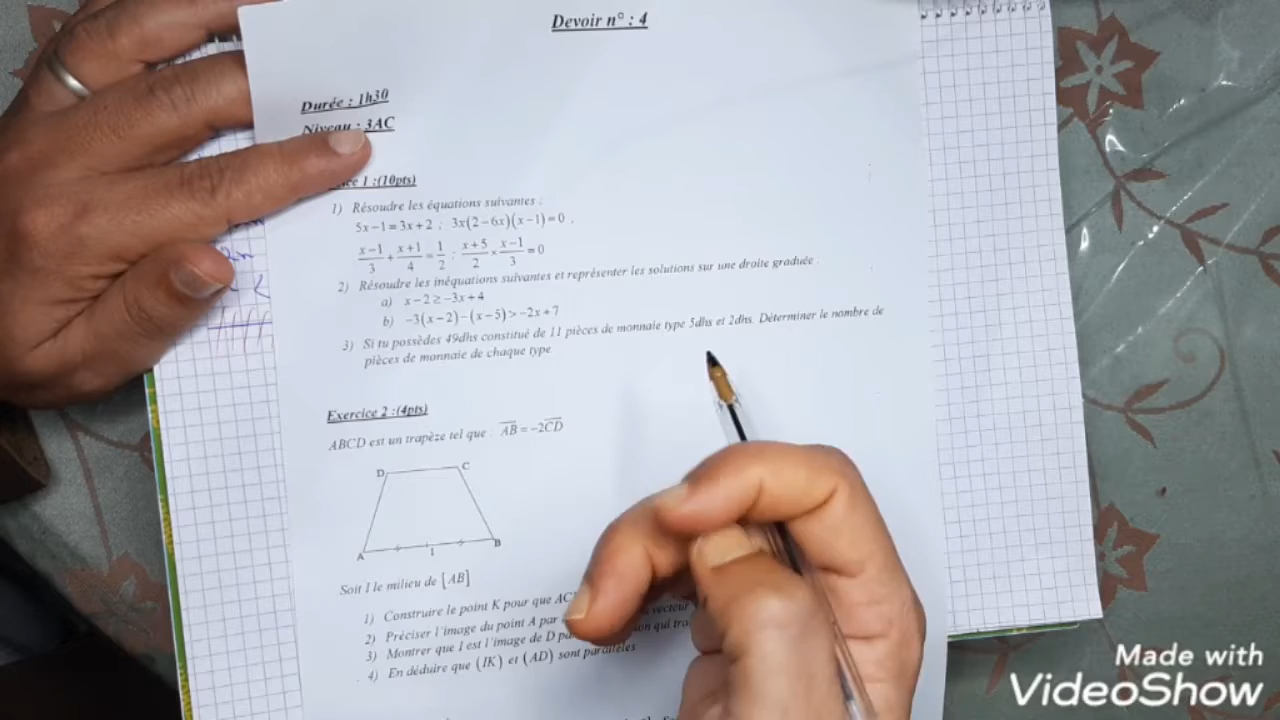 Devoir n° : 4
Durée : 1h30
Niveau : 3AC
1 :(10pts)
1) Résoudre les équations suivantes :
5x-1=3x+2 ; 3x(2-6x)(x-1)=0 .
(x-1)/3 + (x+1)/4 = 1/2 ; (x+5)/2 × (x-1)/3 = 0
2) Résoudre les inéquations suivantes et représenter les solutions sur une droite graduée :
a) x-2≥-3x+4
b) -3(x-2)-(x-5)>-2x+7
3) Si tu possèdes 49dhs constitué de 11 pièces de monnaie type 5dhs et 2dhs. Déterminer le nombre de
pièces de monnaie de chaque type
Exercice 2 :(4pts)
ABCD est un trapèze tel que : AB = -2CD
D C
A I B
Soit I le milieu de [AB]
1) Construire le point K pour que
2) Préciser l'image du point A par vecteur
3) Montrer que I est l'image de D qui
4) En déduire que (IK) et (AD) sont parallèles
Made with
VideoShow